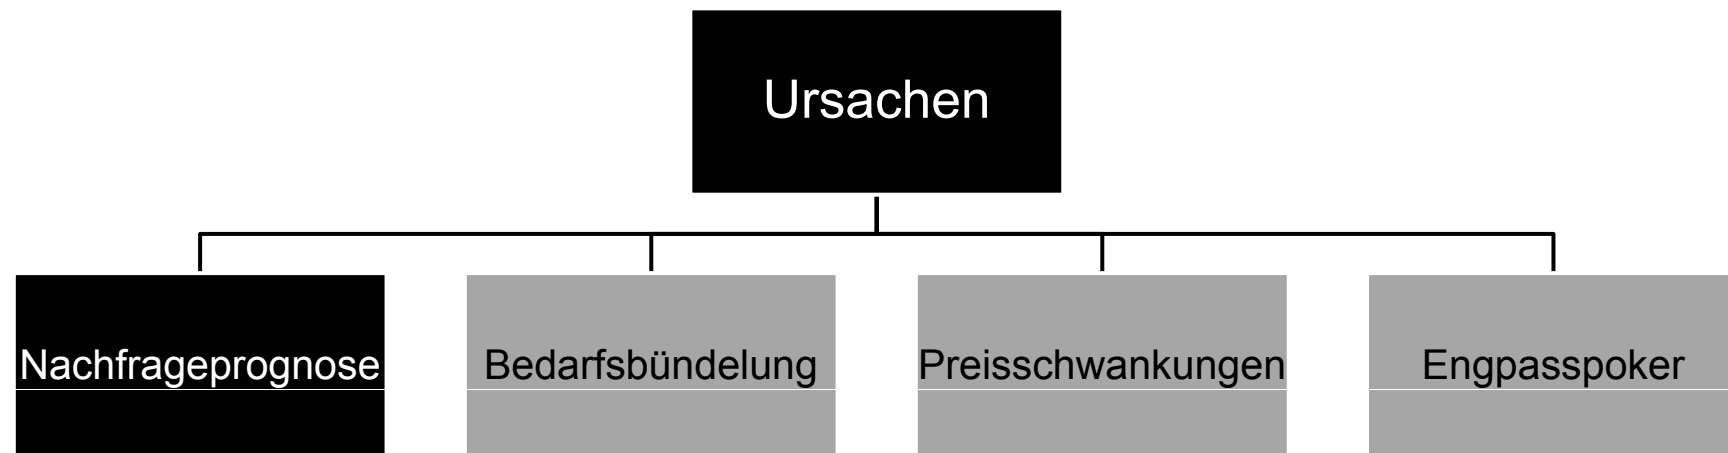 Ursachen
Nachfrageprognose
Bedarfsbündelung
Preisschwankungen
Engpasspoker